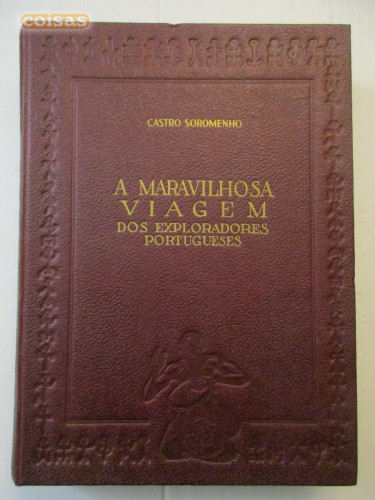 coisas
CASTRO SOROMENHO
A MARAVILHOSA
VIAGEM
DOS EXPLORADORES
PORTUGUESES